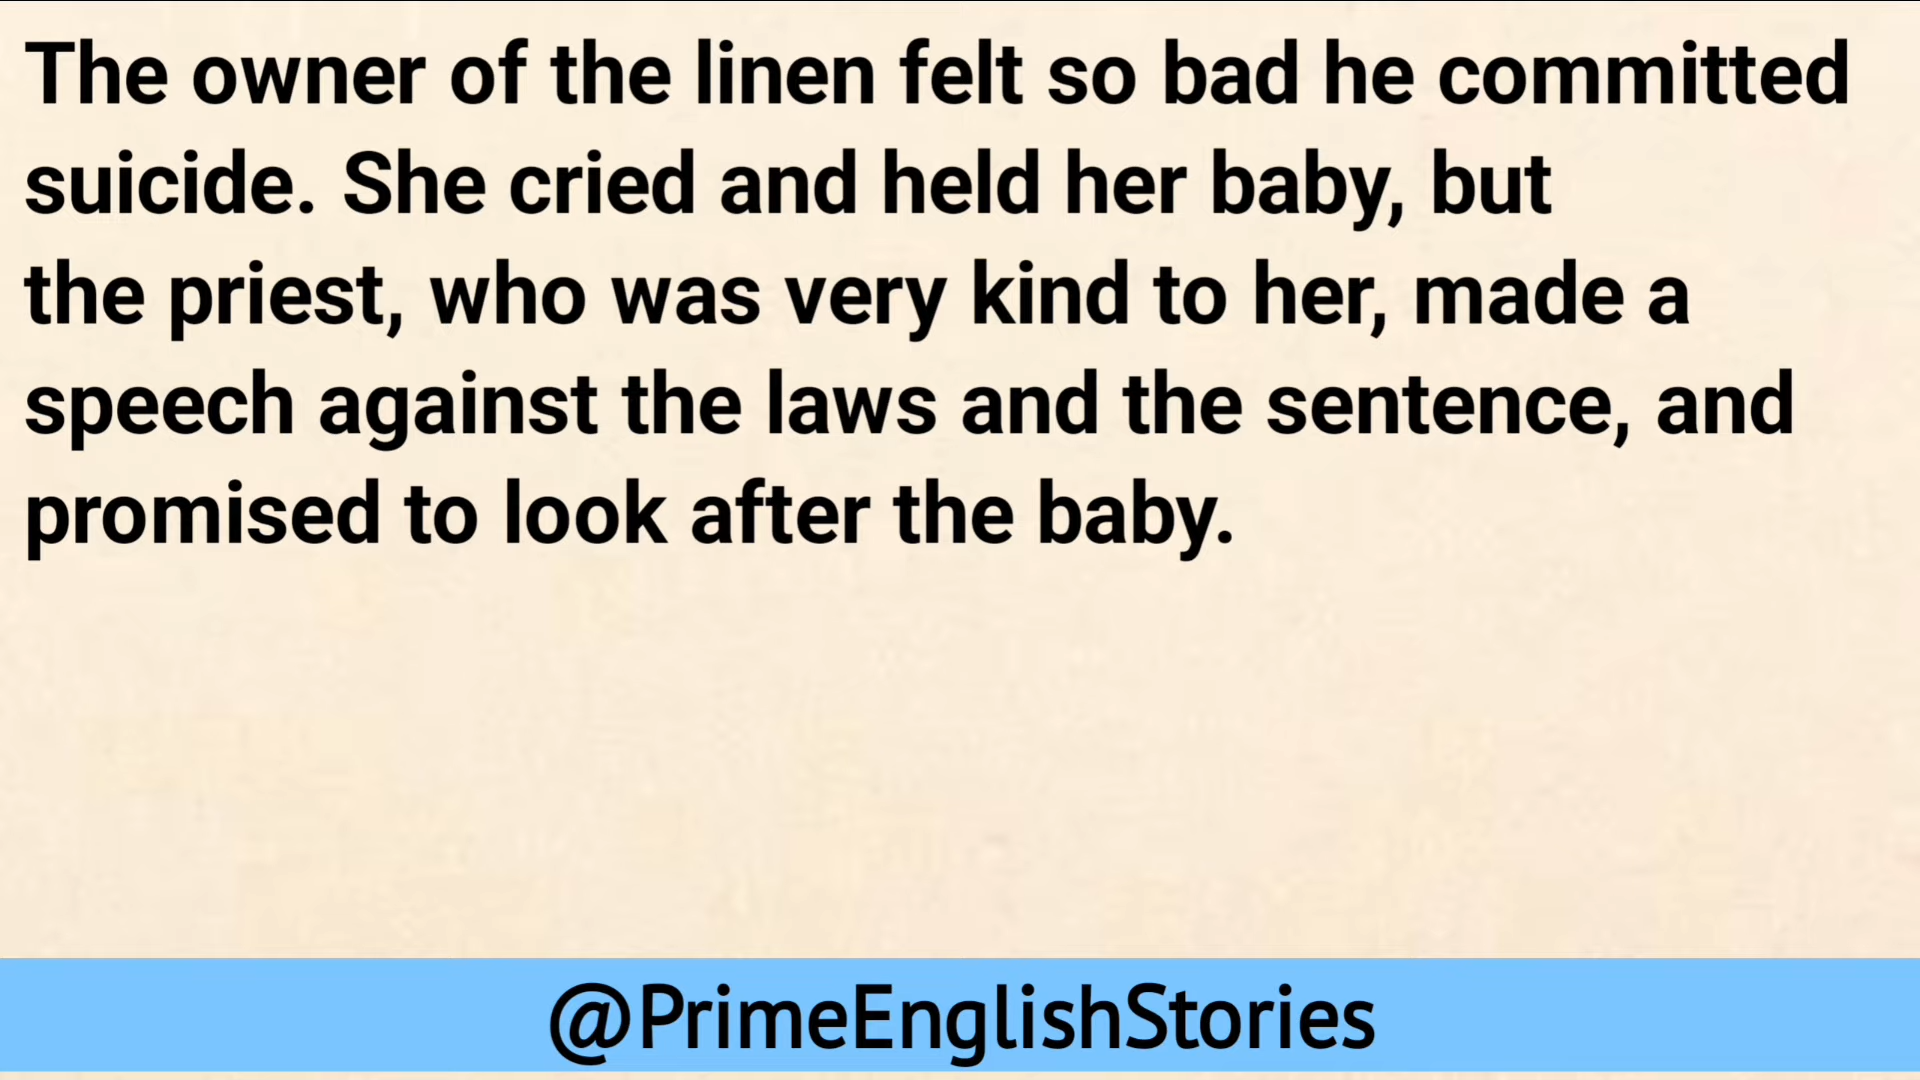 The owner of the linen felt so bad he committed
suicide. She cried and held her baby, but
the priest, who was very kind to her, made a
speech against the laws and the sentence, and
promised to look after the baby.
@PrimeEnglishStories